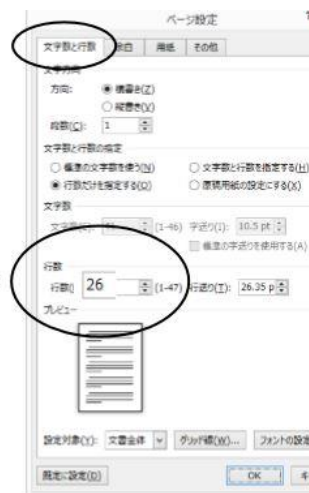 ページ設定
文字数と行数 余白 用紙 その他
文字方向
方向: 横書き(Z)
縦書き(V)
段数(C): 1
文字数と行数の指定
標準の文字数を使う(N) 文字数と行数を指定する(H)
行数だけを指定する(O) 原稿用紙の設定にする(X)
文字数
文字数(E): (1-46) 字送り(I): 10.5 pt
標準の字送りを使用する(A)
行数
行数( 26 (1-47) 行送り(T): 26.35 p
プレビュー
設定対象(Y): 文書全体 グリッド線(W)... フォントの設定
既定に設定(D) OK キ